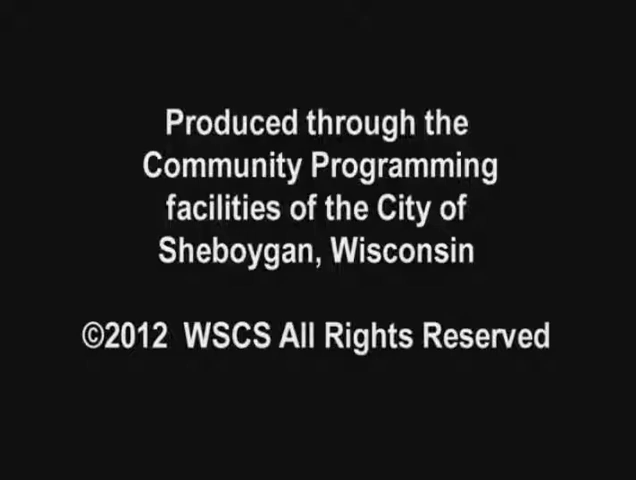 Produced through the
Community Programming
facilities of the City of
Sheboygan, Wisconsin
©2012 WSCS All Rights Reserved